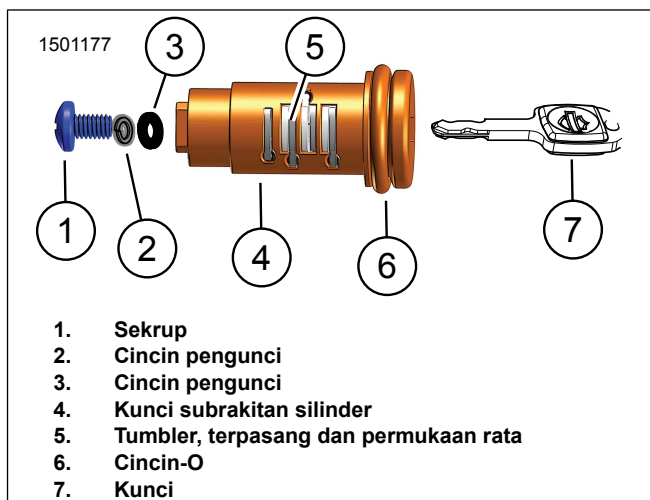 1501177
3
5
1
2
4
6
7
1. Sekrup
2. Cincin pengunci
3. Cincin pengunci
4. Kunci subrakitan silinder
5. Tumbler, terpasang dan permukaan rata
6. Cincin-O
7. Kunci